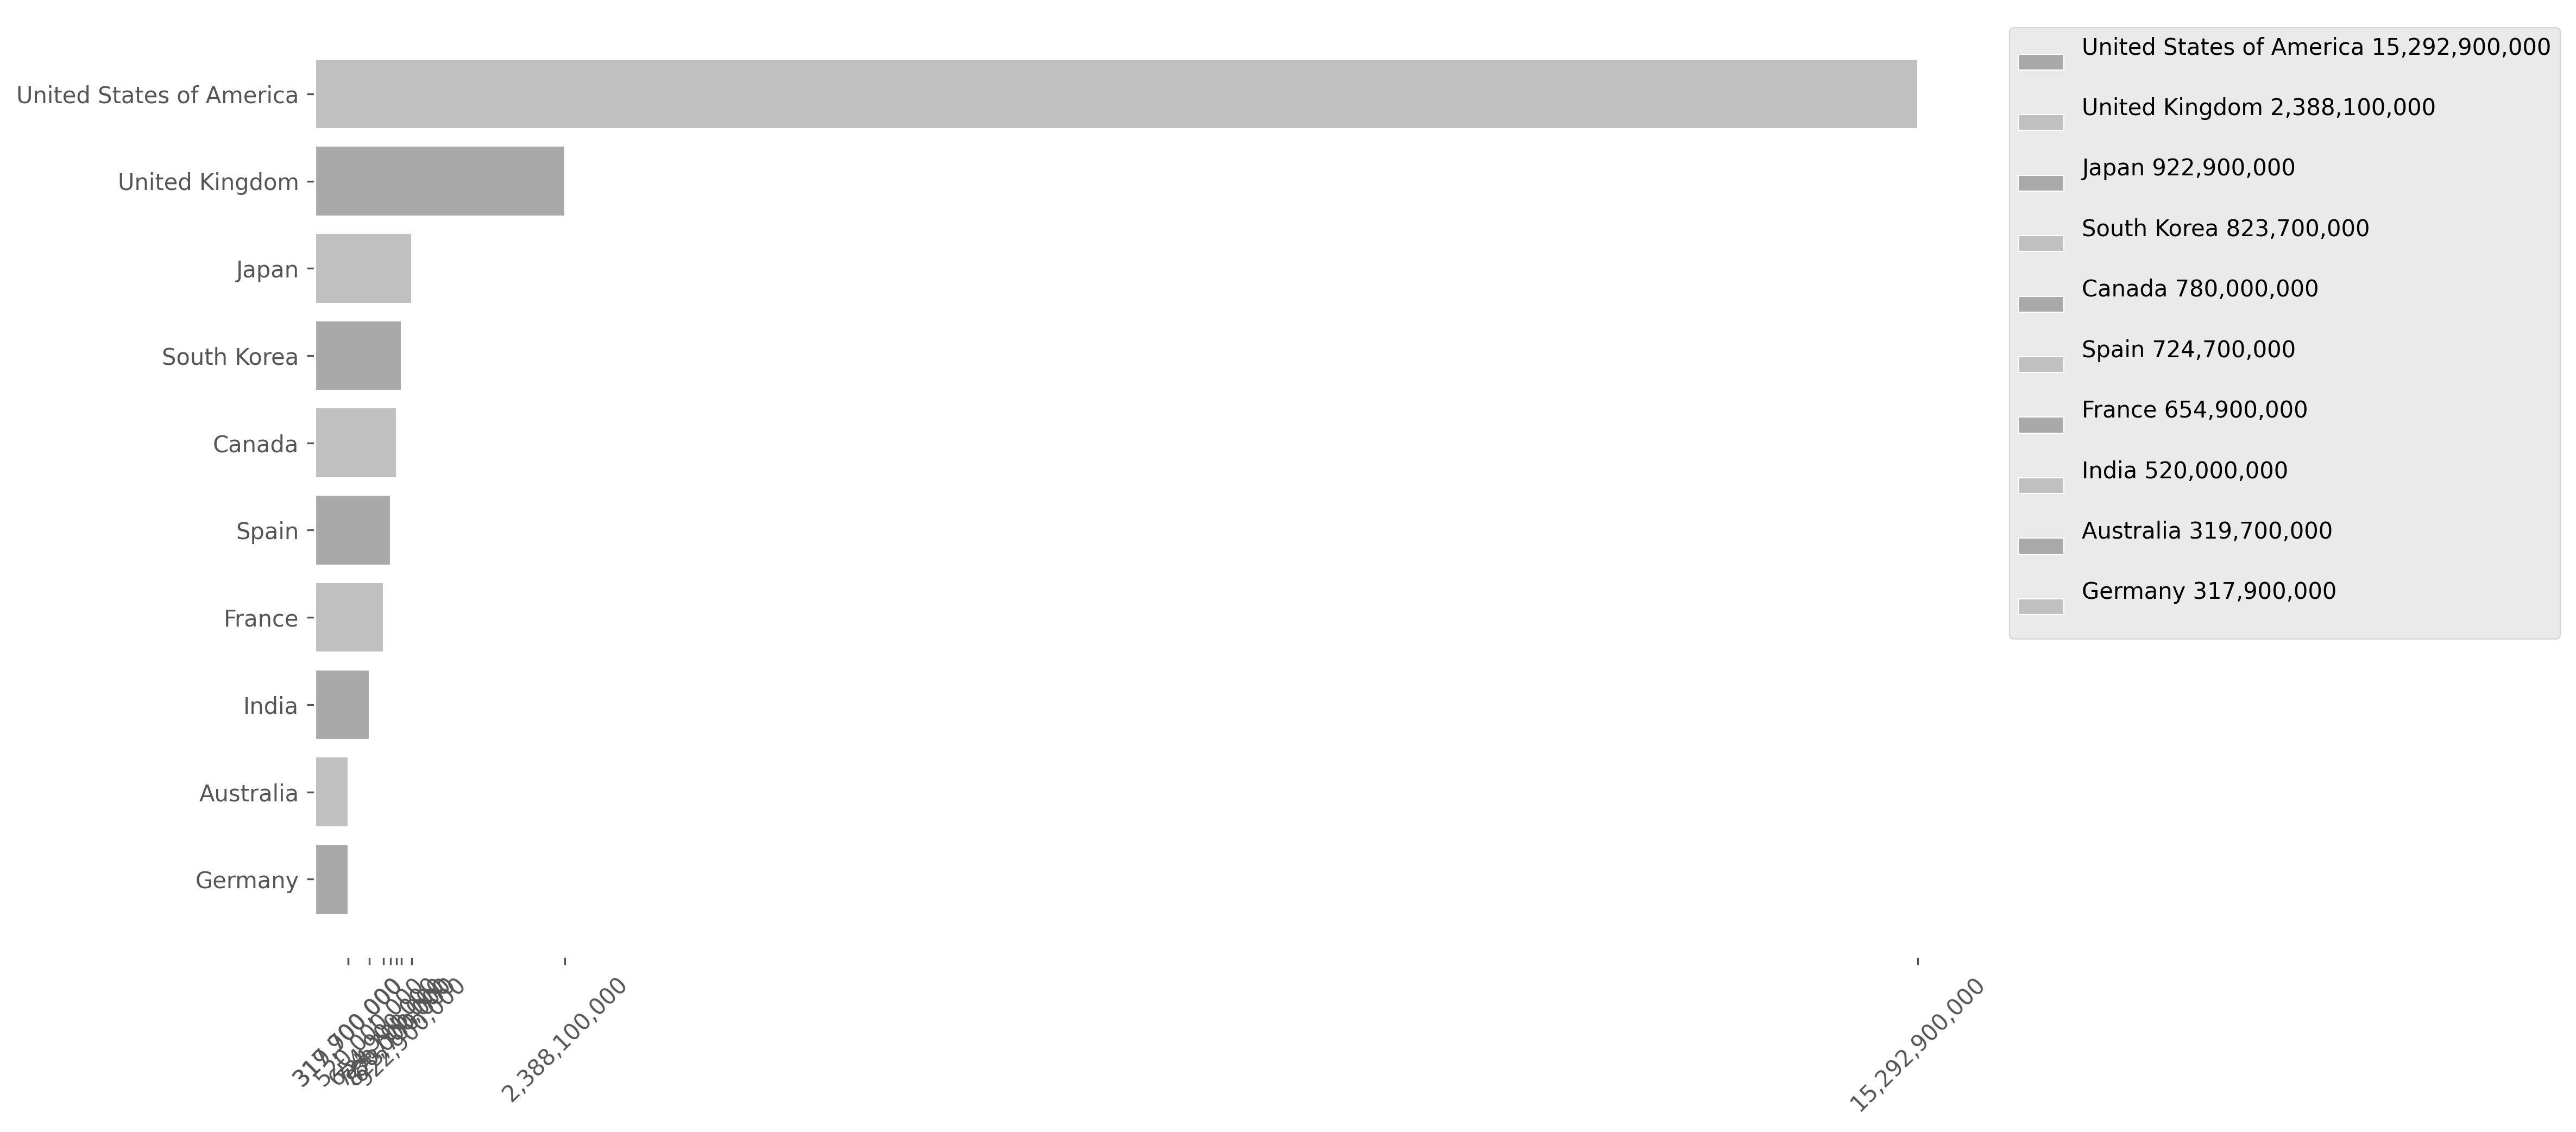 United States of America
United Kingdom
Japan
South Korea
Canada
Spain
France
India
Australia
Germany
2,388,100,000
15,292,900,000
922,900,000
United States of America 15,292,900,000
United Kingdom 2,388,100,000
Japan 922,900,000
South Korea 823,700,000
Canada 780,000,000
Spain 724,700,000
France 654,900,000
India 520,000,000
Australia 319,700,000
Germany 317,900,000